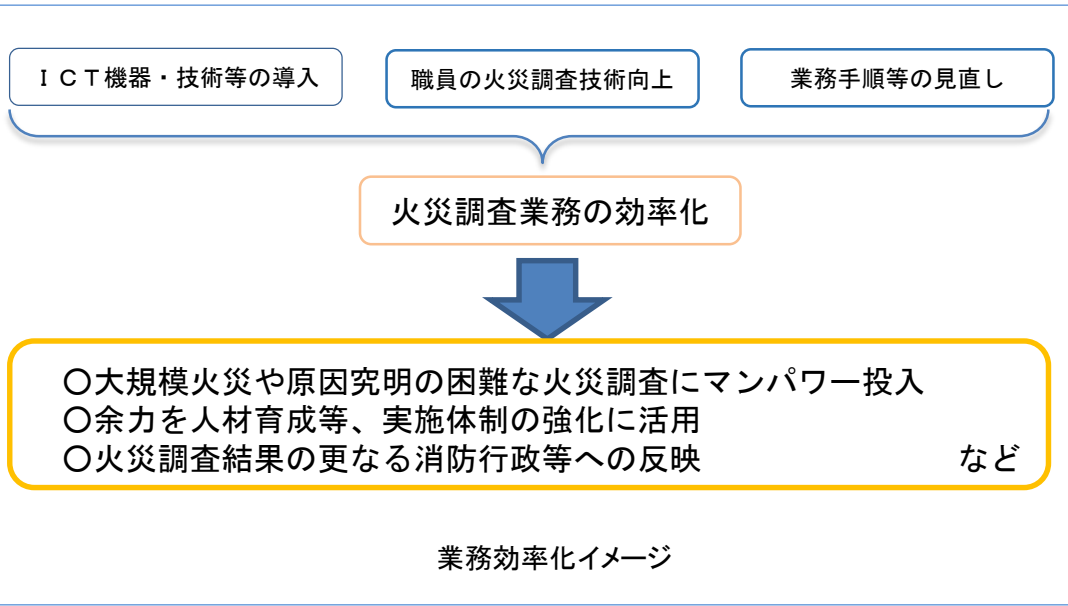 ＩＣＴ機器・技術等の導入
職員の火災調査技術向上
業務手順等の見直し
火災調査業務の効率化
〇大規模火災や原因究明の困難な火災調査にマンパワー投入
〇余力を人材育成等、実施体制の強化に活用
〇火災調査結果の更なる消防行政等への反映　　　　　　　　など
業務効率化イメージ